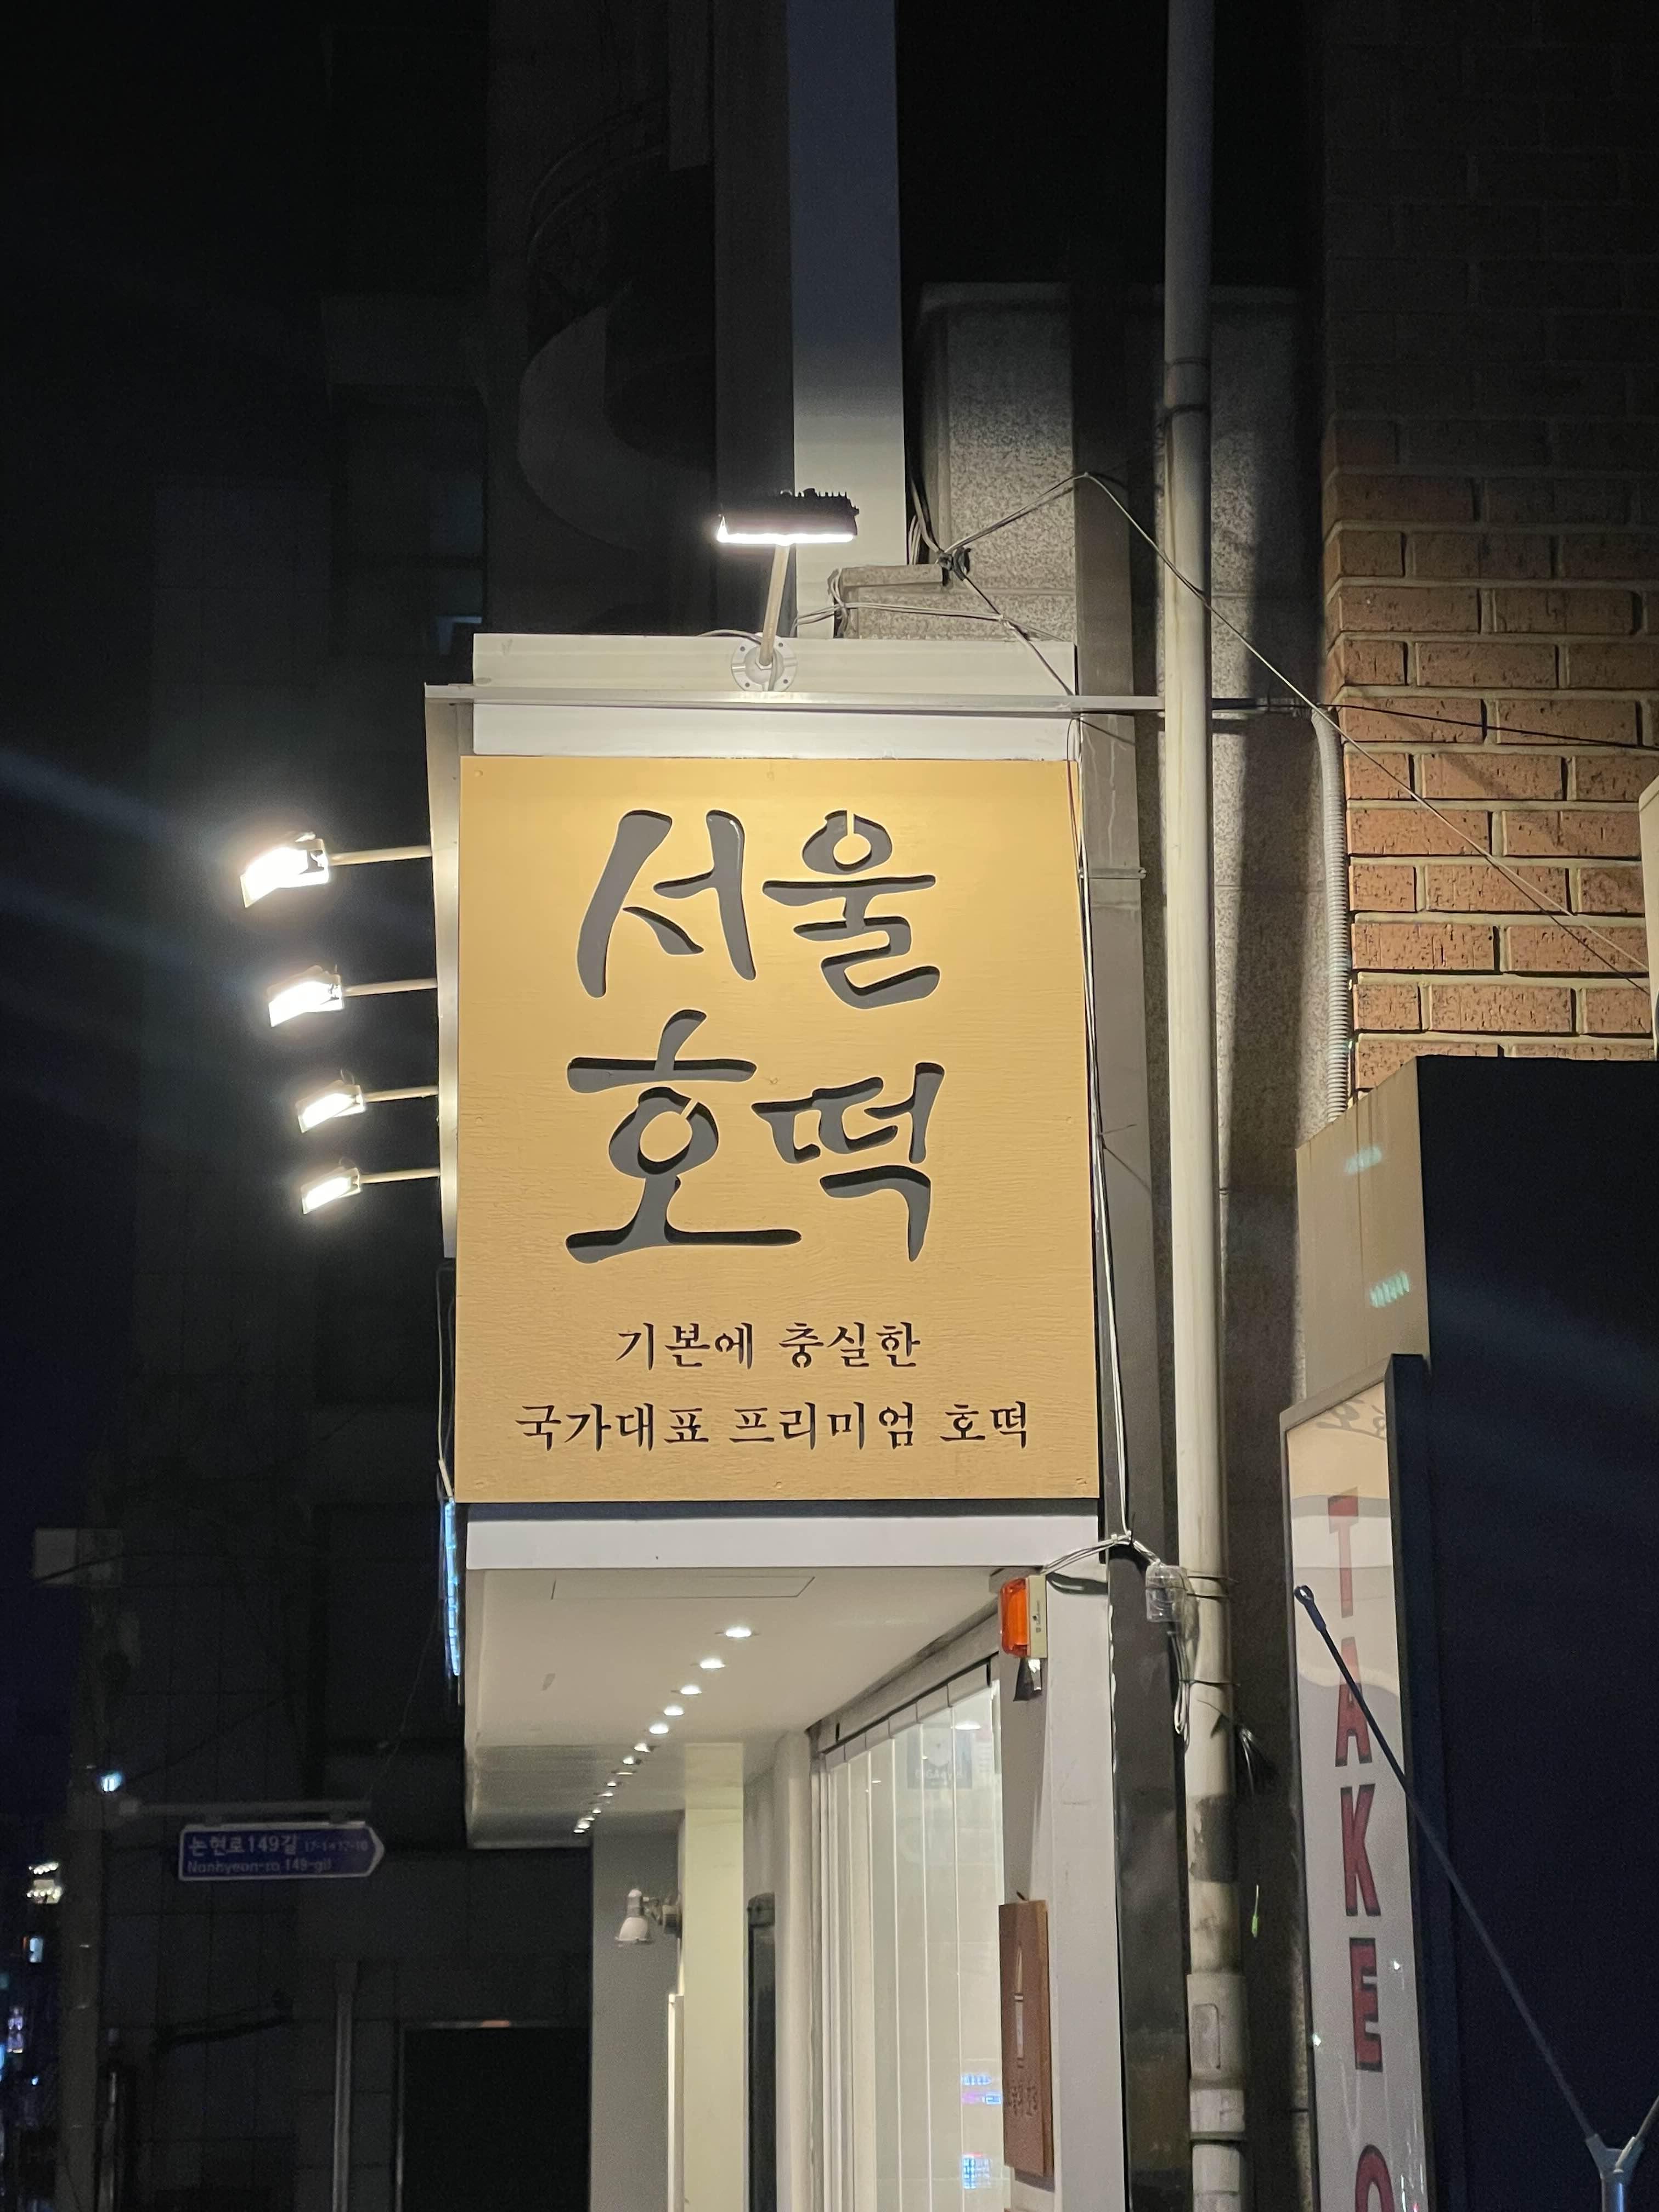 서울
호떡
기본에 충실한
국가대표 프리미엄 호떡
논현로149길
Nonhyeon-ro 149-gil
TAKE O